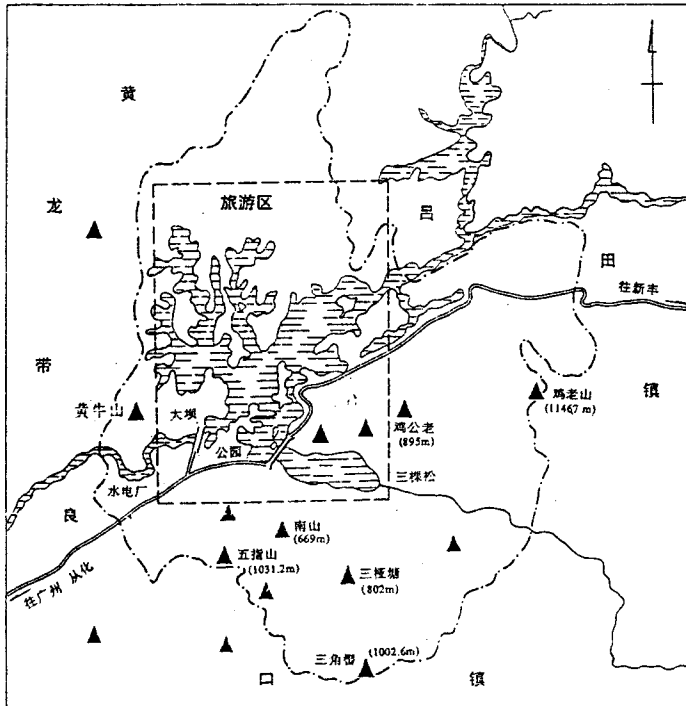 黄
龙
旅游区
吕
田
往新丰
带
镇
黄牛山
大坝
公园
鸡公老
(895m)
鸡老山
(11467 m)
三棵松
水电厂
良
南山
(669m)
五指山
(1031.2m)
三桠塘
(802m)
往广州 从化
(1002.6m)
三角
口
镇